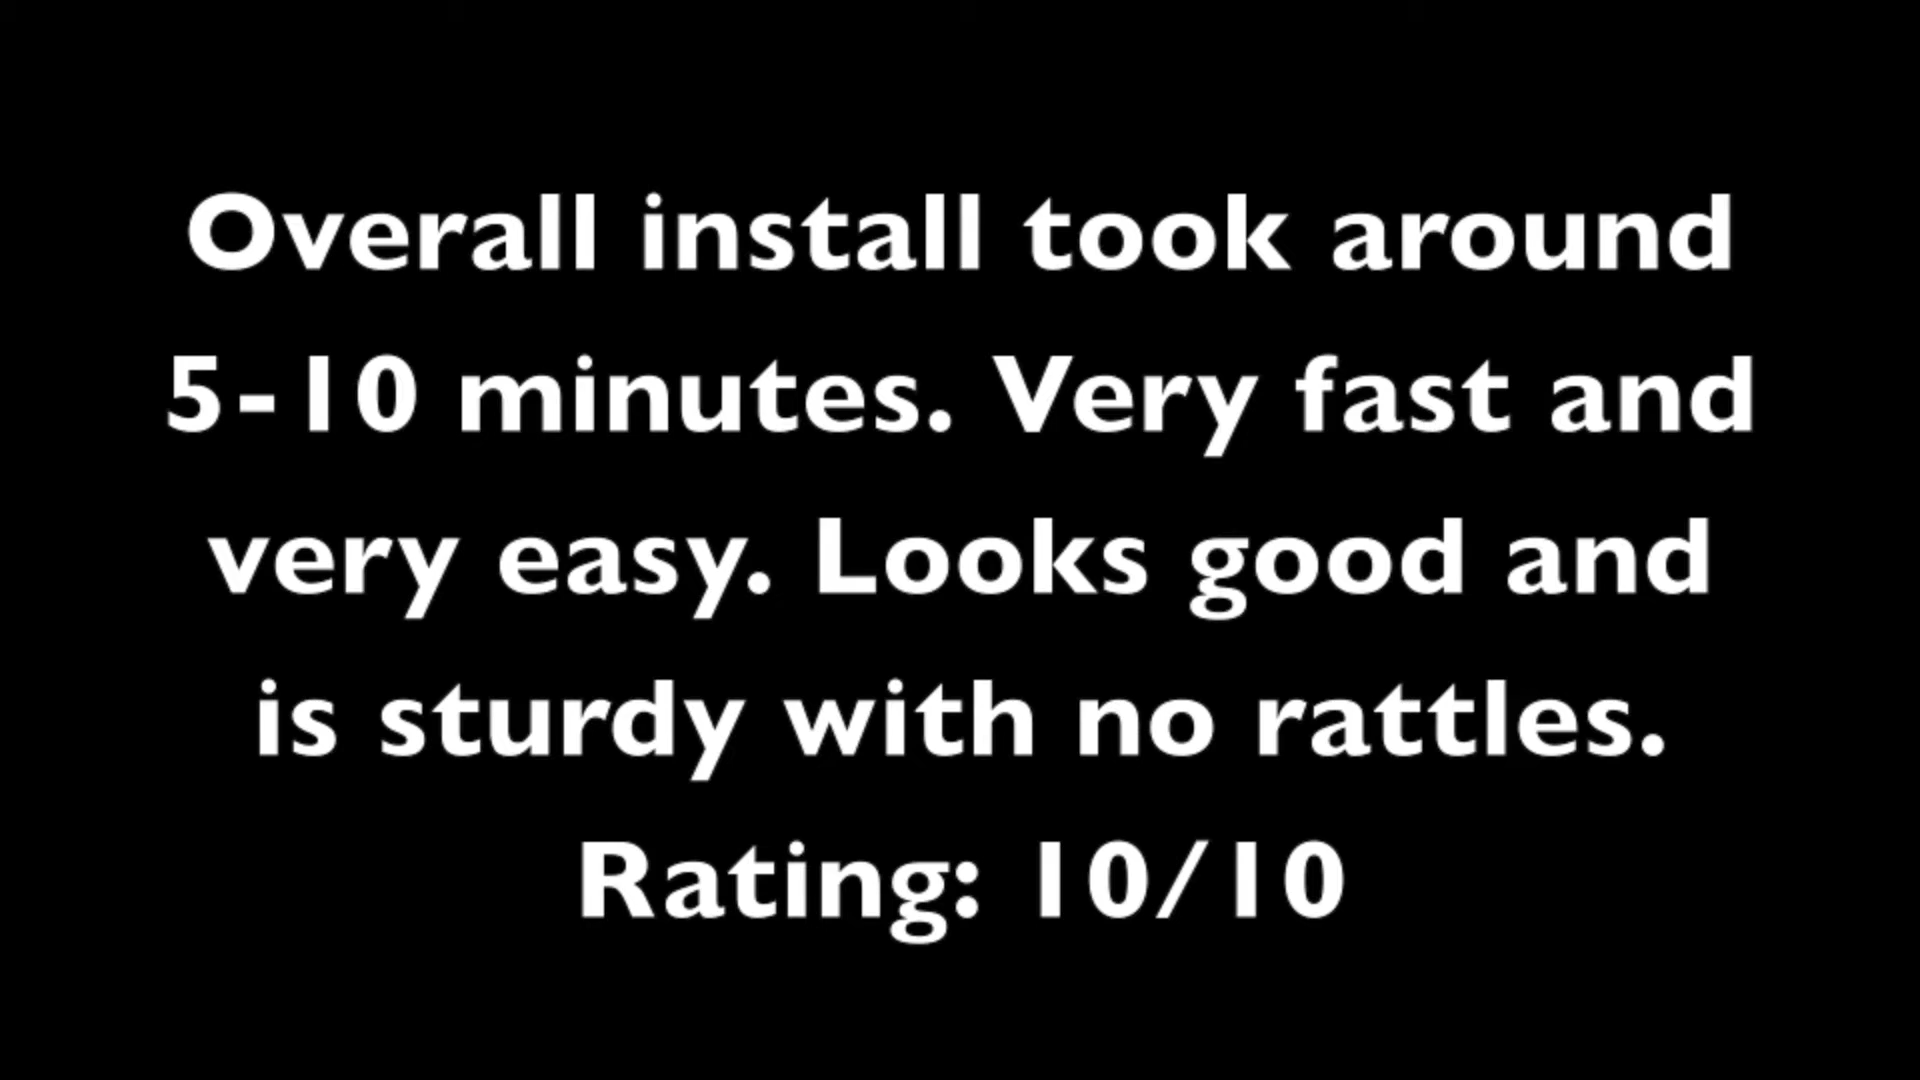 Overall install took around
5-10 minutes. Very fast and
very easy. Looks good and
is sturdy with no rattles.
Rating: 10/10